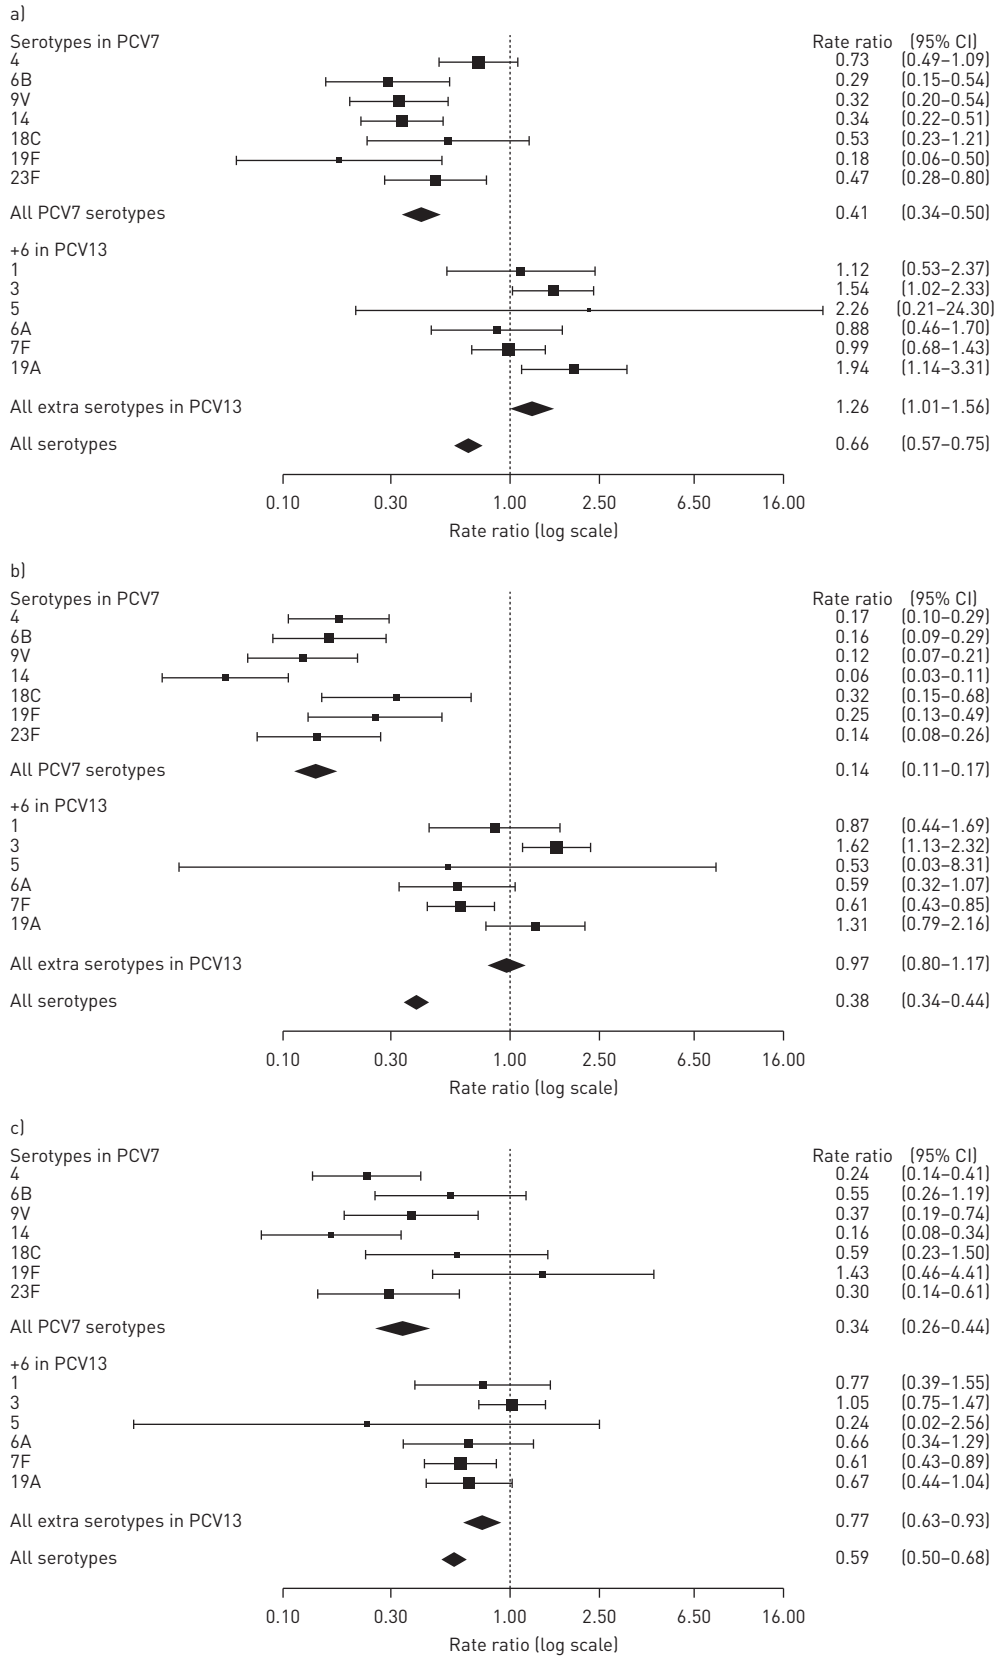 a)
Serotypes in PCV7 Rate ratio (95% CI)
4 0.73 (0.49–1.09)
6B 0.29 (0.15–0.54)
9V 0.32 (0.20–0.54)
14 0.34 (0.22–0.51)
18C 0.53 (0.23–1.21)
19F 0.18 (0.06–0.50)
23F 0.47 (0.28–0.80)
All PCV7 serotypes 0.41 (0.34–0.50)
+6 in PCV13
1 1.12 (0.53–2.37)
3 1.54 (1.02–2.33)
5 2.26 (0.21–24.30)
6A 0.88 (0.46–1.70)
7F 0.99 (0.68–1.43)
19A 1.94 (1.14–3.31)
All extra serotypes in PCV13 1.26 (1.01–1.56)
All serotypes 0.66 (0.57–0.75)
0.10 0.30 1.00 2.50 6.50 16.00
Rate ratio (log scale)
b)
Serotypes in PCV7 Rate ratio (95% CI)
4 0.17 (0.10–0.29)
6B 0.16 (0.09–0.29)
9V 0.12 (0.07–0.21)
14 0.06 (0.03–0.11)
18C 0.32 (0.15–0.68)
19F 0.25 (0.13–0.49)
23F 0.14 (0.08–0.26)
All PCV7 serotypes 0.14 (0.11–0.17)
+6 in PCV13
1 0.87 (0.44–1.69)
3 1.62 (1.13–2.32)
5 0.53 (0.03–8.31)
6A 0.59 (0.32–1.07)
7F 0.61 (0.43–0.85)
19A 1.31 (0.79–2.16)
All extra serotypes in PCV13 0.97 (0.80–1.17)
All serotypes 0.38 (0.34–0.44)
0.10 0.30 1.00 2.50 6.50 16.00
Rate ratio (log scale)
c)
Serotypes in PCV7 Rate ratio (95% CI)
4 0.24 (0.14–0.41)
6B 0.55 (0.26–1.19)
9V 0.37 (0.19–0.74)
14 0.16 (0.08–0.34)
18C 0.59 (0.23–1.50)
19F 1.43 (0.46–4.41)
23F 0.30 (0.14–0.61)
All PCV7 serotypes 0.34 (0.26–0.44)
+6 in PCV13
1 0.77 (0.39–1.55)
3 1.05 (0.75–1.47)
5 0.24 (0.02–2.56)
6A 0.66 (0.34–1.29)
7F 0.61 (0.43–0.89)
19A 0.67 (0.44–1.04)
All extra serotypes in PCV13 0.77 (0.63–0.93)
All serotypes 0.59 (0.50–0.68)
0.10 0.30 1.00 2.50 6.50 16.00
Rate ratio (log scale)